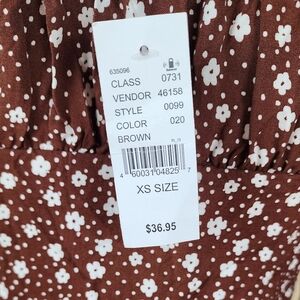 635096
CLASS 0731
VENDOR 46158
STYLE 0099
COLOR 020
BROWN
4 60031 04825 7
XS SIZE
$36.95